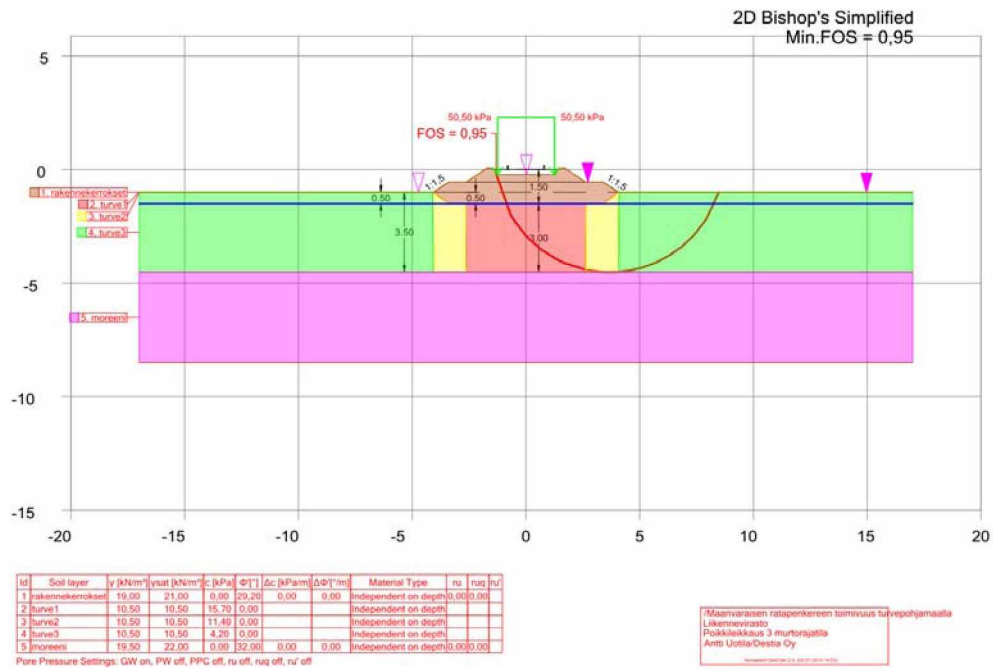 2D Bishop's Simplified
Min.FOS = 0,95
5
50,50 kPa
50,50 kPa
FOS = 0,95
0
1. rakennekerrokset
1:1,5
1:1,5
0.50
0.50
1.50
2. turve1
3. turve2
4. turve3
3.50
3.00
-5
5. moreeni
-10
-15
-20
-15
-10
-5
0
5
10
15
20
Id Soil layer γ [kN/m³] γsat [kN/m³] c [kPa] Φ'[°] Δc [kPa/m] ΔΦ'[°/m] Material Type ru ruq ru'
1 rakennekerrokset 19,00 21,00 0,00 29,20 0,00 0,00 Independent on depth 0,00 0,00
2 turve1 10,50 10,50 15,70 0,00 Independent on depth
3 turve2 10,50 10,50 11,40 0,00 Independent on depth
4 turve3 10,50 10,50 4,20 0,00 Independent on depth
5 moreeni 19,50 22,00 0,00 32,00 0,00 0,00 Independent on depth 0,00 0,00
Pore Pressure Settings: GW on, PW off, PPC off, ru off, ruq off, ru' off
/Maanvaraisen ratapenkereen toimivuus turvepohjamaalla
Liikennevirasto
Poikkileikkaus 3 murtorajatila
Antti Uotila/Destia Oy